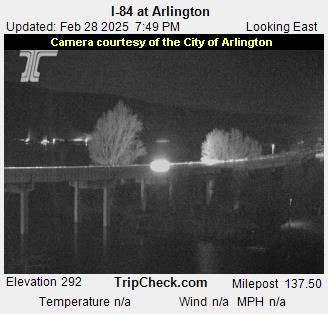 I-84 at Arlington
Updated: Feb 28 2025 7:49 PM Looking East
Camera courtesy of the City of Arlington
Elevation 292 TripCheck.com Milepost 137.50
Temperature n/a Wind n/a MPH n/a